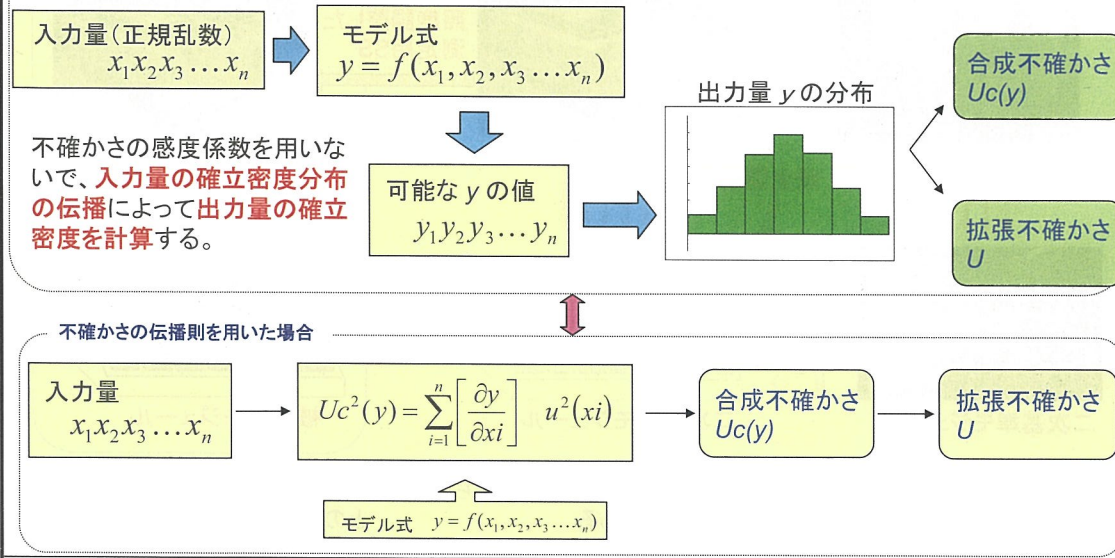 入力量(正規乱数)
x₁x₂x₃…xₙ
モデル式
y = f(x₁, x₂, x₃…xₙ)
不確かさの感度係数を用いな
いで、入力量の確立密度分布
の伝播によって出力量の確立
密度を計算する。
可能な y の値
y₁y₂y₃…yₙ
出力量 y の分布
合成不確かさ
Uc(y)
拡張不確かさ
U
不確かさの伝播則を用いた場合
入力量
x₁x₂x₃…xₙ
Uc²(y) = ∑ᵢ₌₁ⁿ [∂y/∂xi] u²(xi)
合成不確かさ
Uc(y)
拡張不確かさ
U
モデル式 y = f(x₁, x₂, x₃…xₙ)